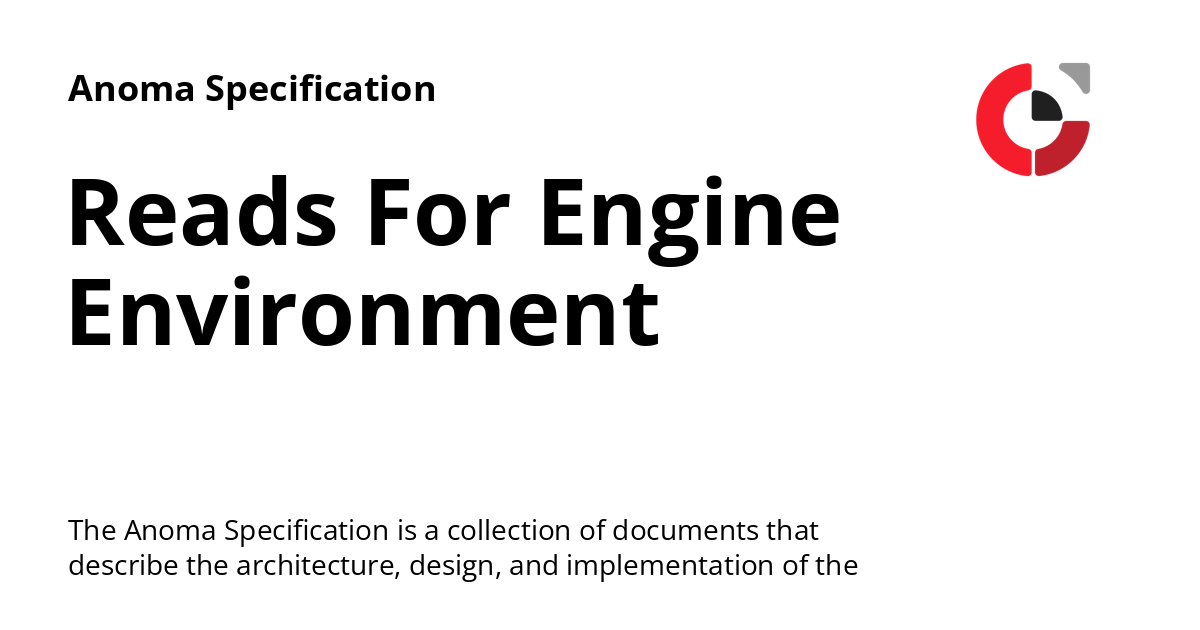 Anoma Specification
Reads For Engine
Environment
The Anoma Specification is a collection of documents that
describe the architecture, design, and implementation of the